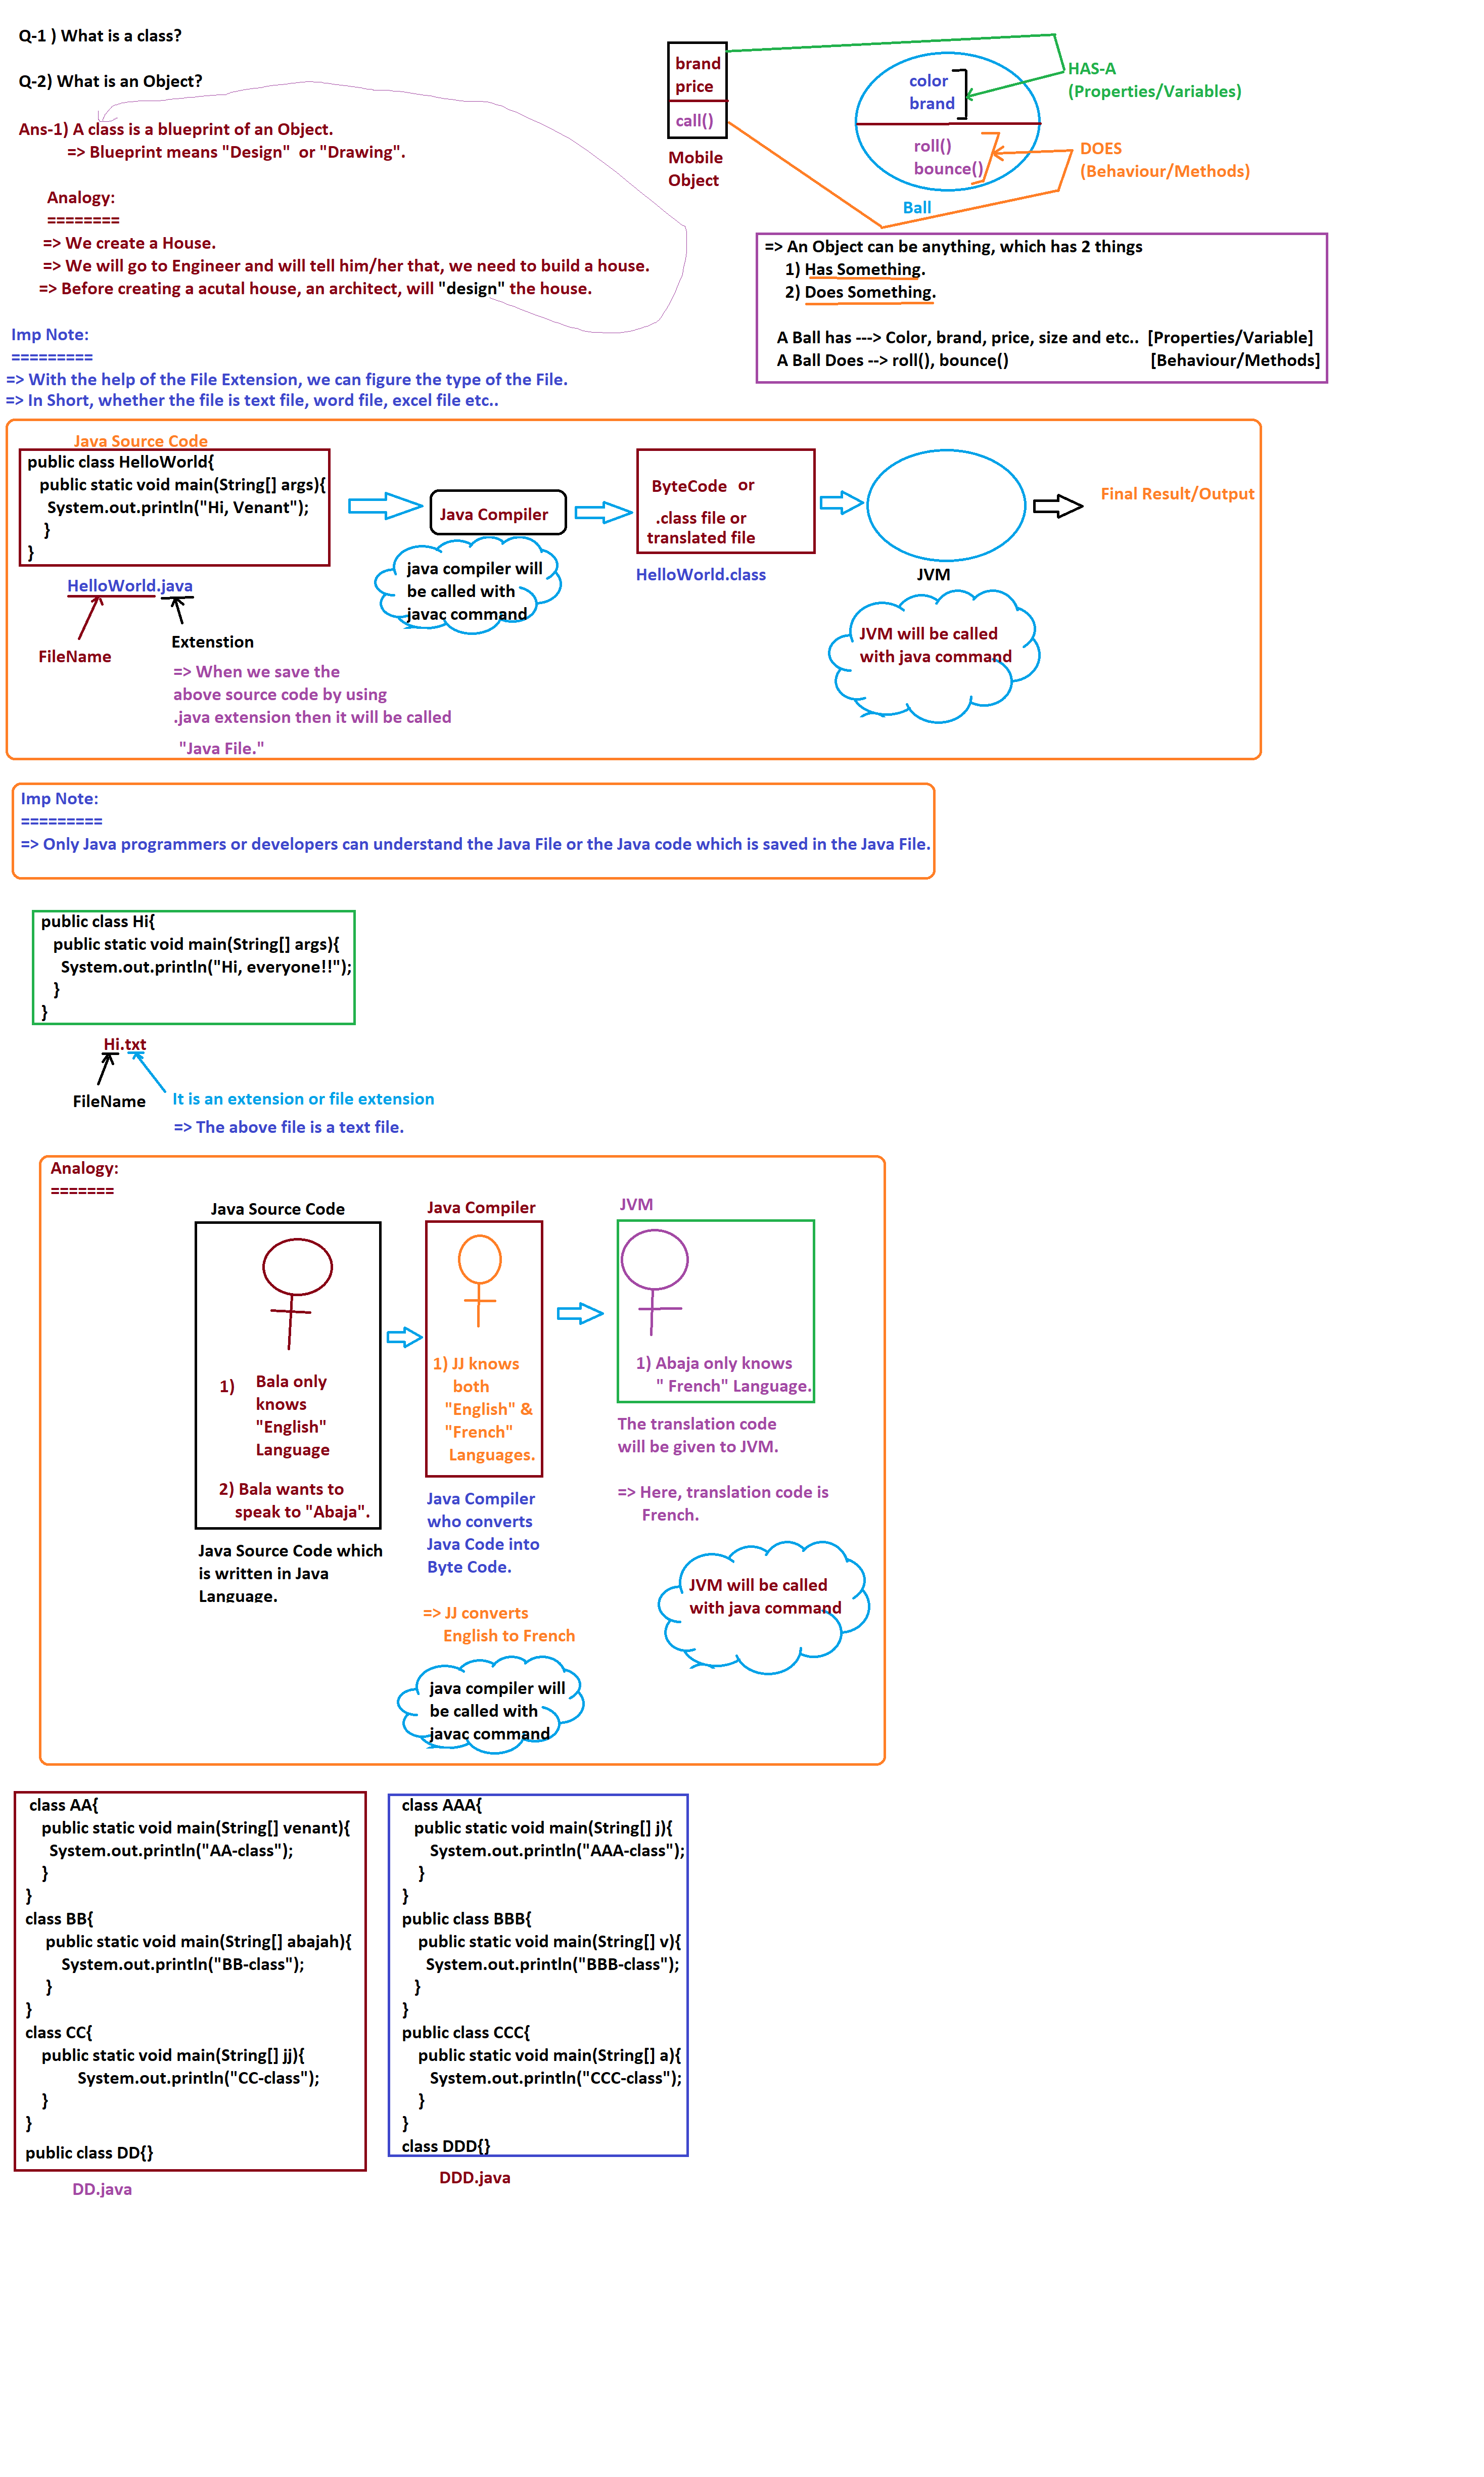 Q-1 ) What is a class?
Q-2) What is an Object?
Ans-1) A class is a blueprint of an Object.
=> Blueprint means "Design" or "Drawing".
Analogy:
========
=> We create a House.
=> We will go to Engineer and will tell him/her that, we need to build a house.
=> Before creating a acutal house, an architect, will "design" the house.
brand
price
call()
Mobile
Object
color
brand
roll()
bounce()
Ball
HAS-A
(Properties/Variables)
DOES
(Behaviour/Methods)
=> An Object can be anything, which has 2 things
1) Has Something.
2) Does Something.
A Ball has ---> Color, brand, price, size and etc.. [Properties/Variable]
A Ball Does --> roll(), bounce() [Behaviour/Methods]
Imp Note:
=========
=> With the help of the File Extension, we can figure the type of the File.
=> In Short, whether the file is text file, word file, excel file etc..
Java Source Code
public class HelloWorld{
public static void main(String[] args){
System.out.println("Hi, Venant");
}
}
HelloWorld.java
FileName
Extenstion
=> When we save the
above source code by using
.java extension then it will be called
"Java File."
Java Compiler
java compiler will
be called with
javac command
ByteCode or
.class file or
translated file
HelloWorld.class
JVM
JVM will be called
with java command
Final Result/Output
Imp Note:
=========
=> Only Java programmers or developers can understand the Java File or the Java code which is saved in the Java File.
public class Hi{
public static void main(String[] args){
System.out.println("Hi, everyone!!");
}
}
Hi.txt
FileName
It is an extension or file extension
=> The above file is a text file.
Analogy:
=======
Java Source Code
1) Bala only
knows
"English"
Language
2) Bala wants to
speak to "Abaja".
Java Source Code which
is written in Java
Language.
Java Compiler
1) JJ knows
both
"English" &
"French"
Languages.
Java Compiler
who converts
Java Code into
Byte Code.
=> JJ converts
English to French
java compiler will
be called with
javac command
JVM
1) Abaja only knows
" French" Language.
The translation code
will be given to JVM.
=> Here, translation code is
French.
JVM will be called
with java command
class AA{
public static void main(String[] venant){
System.out.println("AA-class");
}
}
class BB{
public static void main(String[] abajah){
System.out.println("BB-class");
}
}
class CC{
public static void main(String[] jj){
System.out.println("CC-class");
}
}
public class DD{}
DD.java
class AAA{
public static void main(String[] j){
System.out.println("AAA-class");
}
}
public class BBB{
public static void main(String[] v){
System.out.println("BBB-class");
}
}
public class CCC{
public static void main(String[] a){
System.out.println("CCC-class");
}
}
class DDD{}
DDD.java